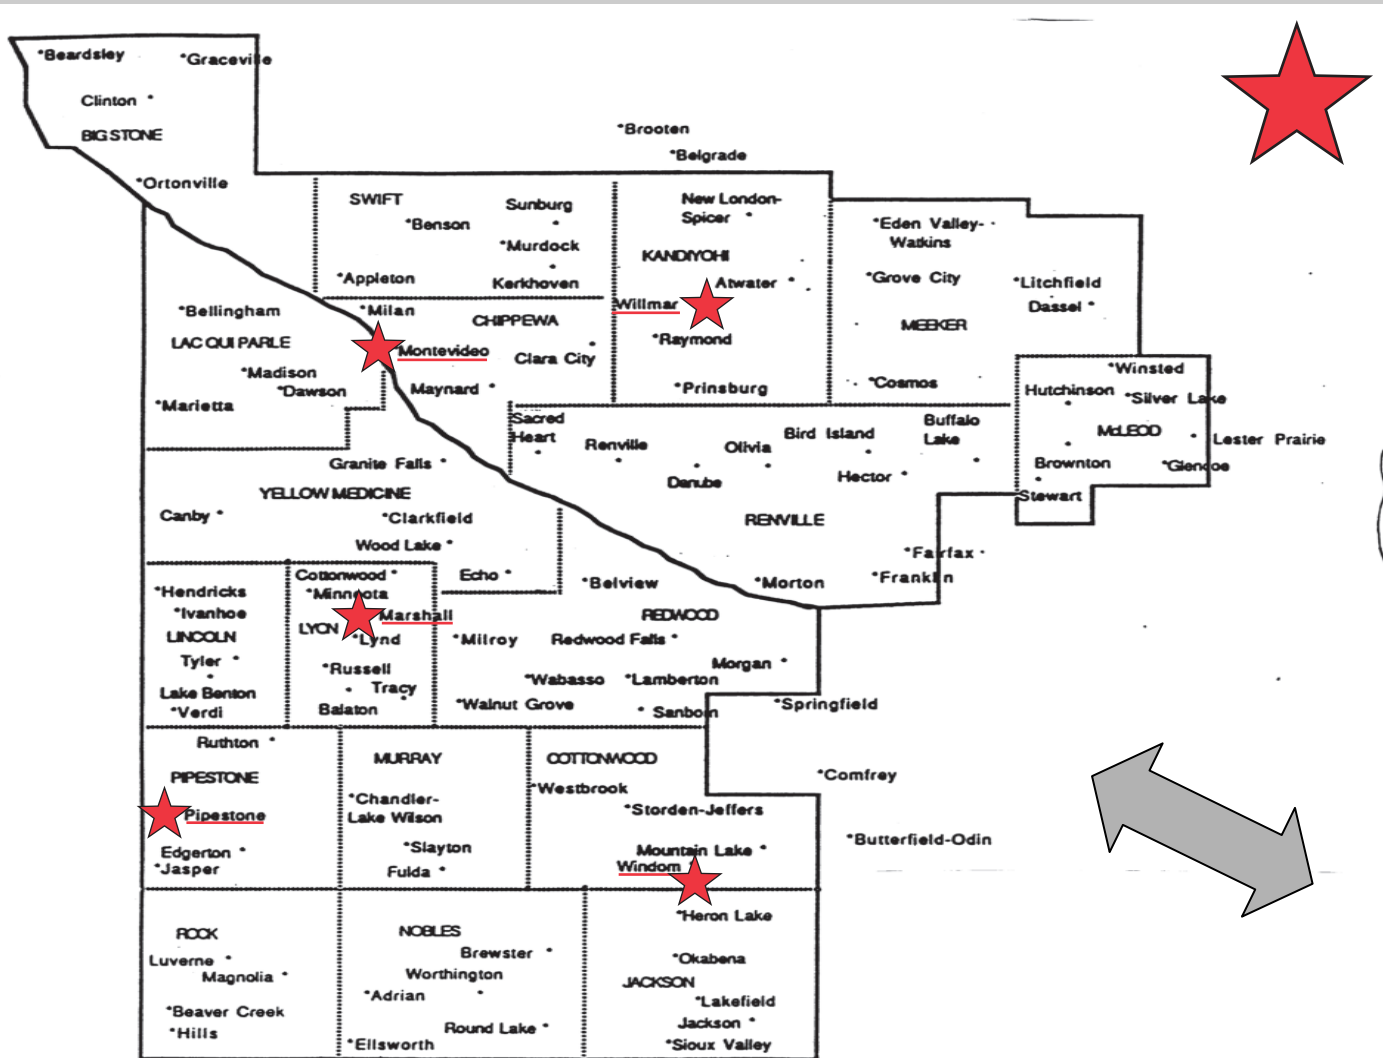 Beardsley
Graceville
Clinton
BIG STONE
Ortonville
Brooten
Belgrade
SWIFT
Sunburg
Benson
Murdock
Appleton
Kerkhoven
New London-
Spicer
KANDIYOHI
Atwater
Willmar
Raymond
Prinsburg
Eden Valley-
Watkins
Grove City
Litchfield
Dassel
MEEKER
Cosmos
Bellingham
Milan
CHIPPEWA
LAC QUI PARLE
Montevideo
Clara City
Madison
Dawson
Maynard
Marietta
Winsted
Hutchinson
Silver Lake
McLEOD
Lester Prairie
Brownton
Glencoe
Stewart
Sacred
Heart
Renville
Olivia
Bird Island
Buffalo
Lake
Danube
Hector
RENVILLE
Fairfax
Franklin
Morton
Granite Falls
YELLOW MEDICINE
Canby
Clarkfield
Wood Lake
Echo
Belview
Hendricks
Ivanhoe
LINCOLN
Tyler
Lake Benton
Verdi
Cottonwood
Minneota
Marshall
LYON
Lynd
Russell
Tracy
Balaton
REDWOOD
Milroy
Redwood Falls
Morgan
Wabasso
Lamberton
Walnut Grove
Sanborn
Springfield
Ruthton
PIPESTONE
Pipestone
Edgerton
Jasper
MURRAY
Chandler-
Lake Wilson
Slayton
Fulda
COTTONWOOD
Westbrook
Storden-Jeffers
Mountain Lake
Windom
Comfrey
Butterfield-Odin
ROCK
Luverne
Magnolia
Beaver Creek
Hills
NOBLES
Brewster
Worthington
Adrian
Round Lake
Ellsworth
Heron Lake
Okabena
JACKSON
Lakefield
Jackson
Sioux Valley